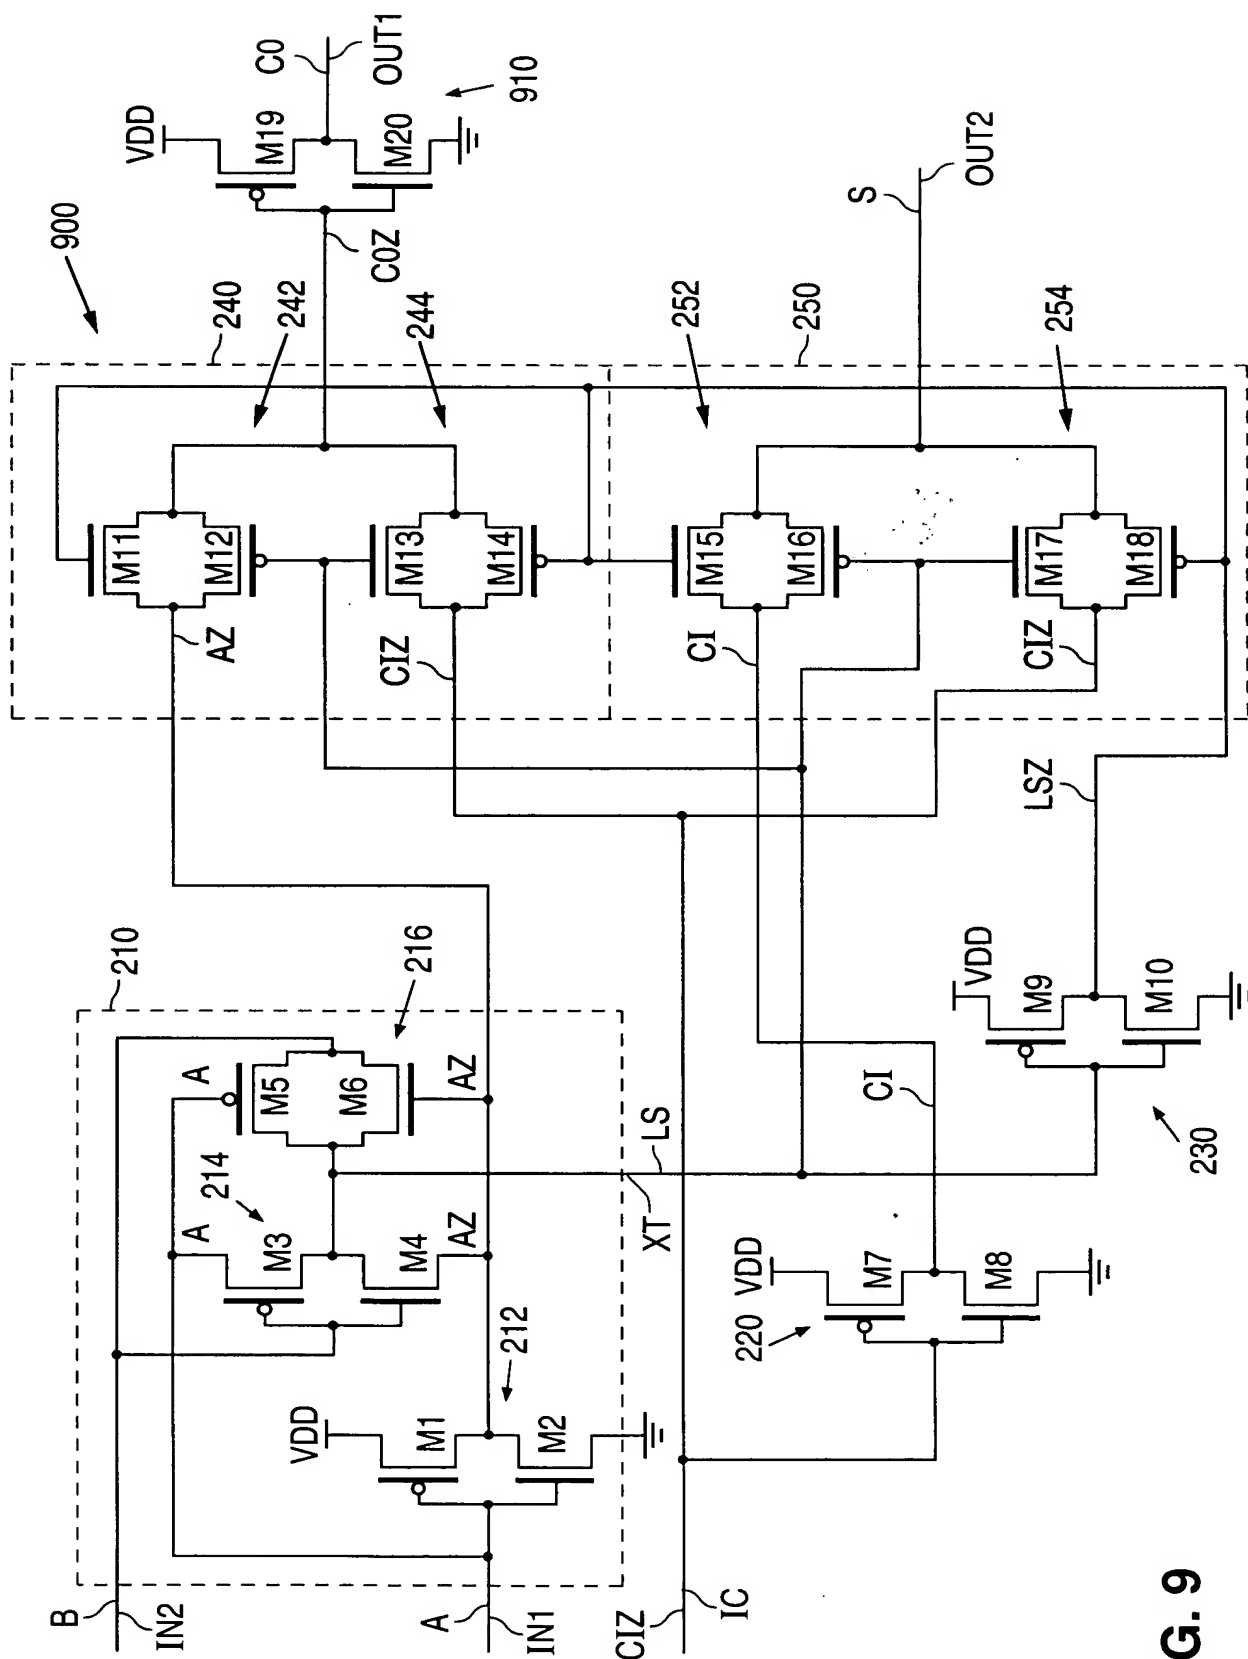 900
VDD
C0
M19
OUT1
M20
910
C0Z
240
242
M11
M12
AZ
244
M13
M14
CIZ
252
250
M15
M16
CI
S
OUT2
254
M17
M18
CIZ
LSZ
210
216
A
M5
M6
AZ
214
A
M3
M4
AZ
LS
XT
B
IN2
212
VDD
M1
M2
A
IN1
CIZ
IC
220
VDD
M7
M8
CI
VDD
M9
M10
230
G. 9